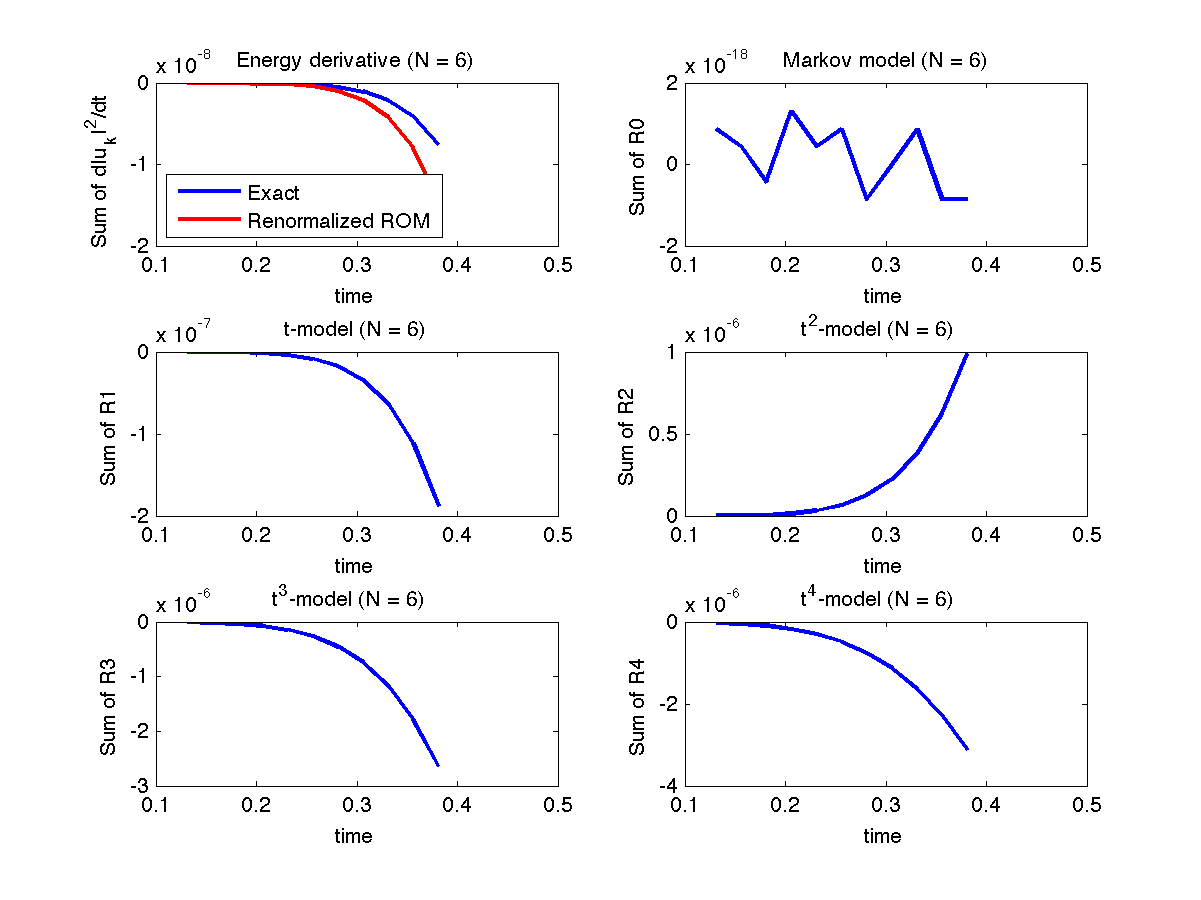 x 10^-8 Energy derivative (N = 6)
0
-1
-2
Sum of d|u_k|^2/dt
Exact
Renormalized ROM
0.1 0.2 0.3 0.4 0.5
time
x 10^-18 Markov model (N = 6)
2
0
-2
Sum of R0
0.1 0.2 0.3 0.4 0.5
time
x 10^-7 t-model (N = 6)
0
-1
-2
Sum of R1
0.1 0.2 0.3 0.4 0.5
time
x 10^-6 t^2-model (N = 6)
1
0.5
0
Sum of R2
0.1 0.2 0.3 0.4 0.5
time
x 10^-6 t^3-model (N = 6)
0
-1
-2
-3
Sum of R3
0.1 0.2 0.3 0.4 0.5
time
x 10^-6 t^4-model (N = 6)
0
-2
-4
Sum of R4
0.1 0.2 0.3 0.4 0.5
time